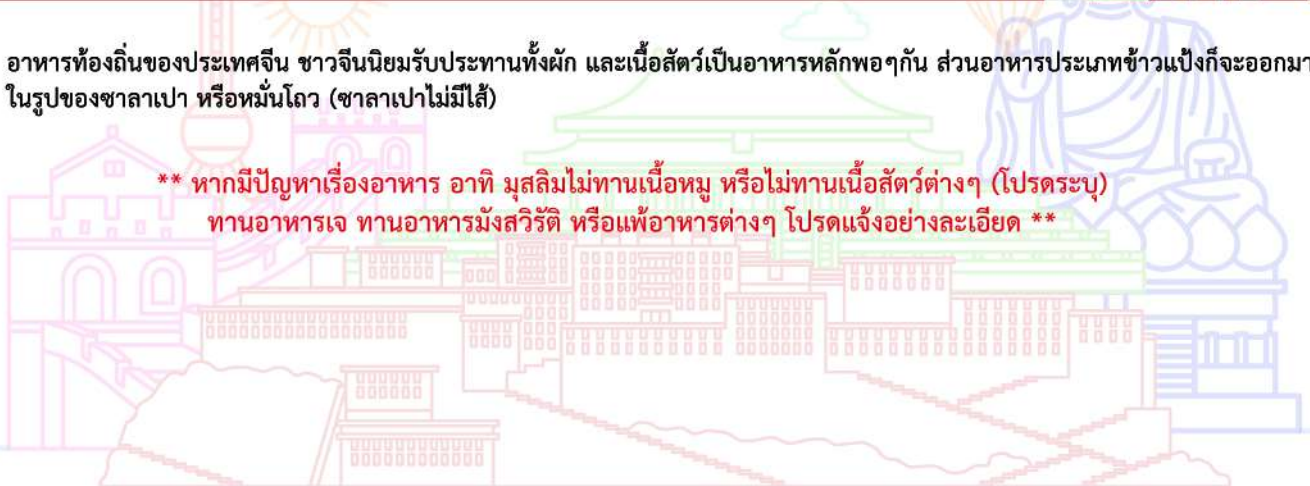 อาหารท้องถิ่นของประเทศจีน ชาวจีนนิยมรับประทานทั้งผัก และเนื้อสัตว์เป็นอาหารหลักพอๆกัน ส่วนอาหารประเภทข้าวแป้งก็จะออกมา
ในรูปของซาลาเปา หรือหมั่นโถว (ซาลาเปาไม่มีไส้)
** หากมีปัญหาเรื่องอาหาร อาทิ มุสลิมไม่ทานเนื้อหมู หรือไม่ทานเนื้อสัตว์ต่างๆ (โปรดระบุ)
ทานอาหารเจ ทานอาหารมังสวิรัติ หรือแพ้อาหารต่างๆ โปรดแจ้งอย่างละเอียด **